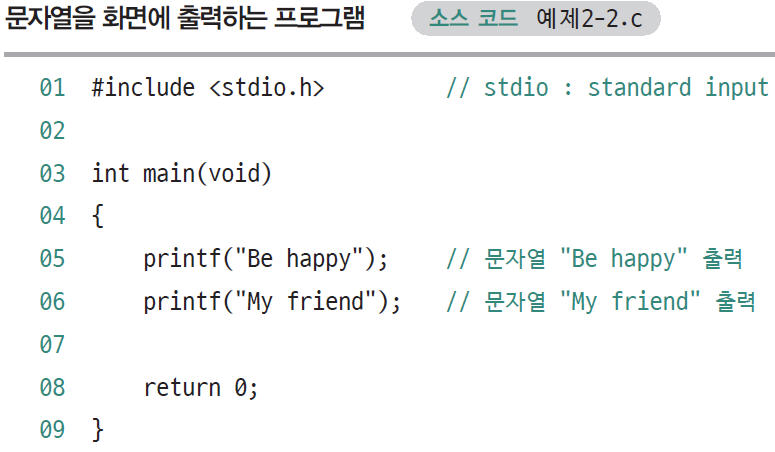 문자열을 화면에 출력하는 프로그램 소스 코드 예제2-2.c
01 #include <stdio.h> // stdio : standard input
02
03 int main(void)
04 {
05     printf("Be happy"); // 문자열 "Be happy" 출력
06     printf("My friend"); // 문자열 "My friend" 출력
07
08     return 0;
09 }